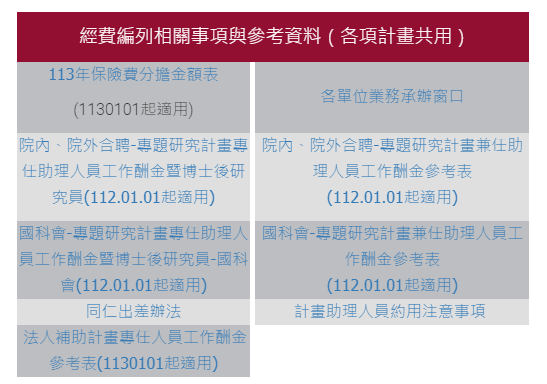 經費編列相關事項與參考資料（各項計畫共用）
113年保險費分擔金額表
(1130101起適用)
各單位業務承辦窗口
院內、院外合聘-專題研究計畫專
任助理人員工作酬金暨博士後研
究員(112.01.01起適用)
院內、院外合聘-專題研究計畫兼任助
理人員工作酬金參考表
(112.01.01起適用)
國科會-專題研究計畫專任助理人
員工作酬金暨博士後研究員-國科
會(112.01.01起適用)
國科會-專題研究計畫兼任助理人員工
作酬金參考表
(112.01.01起適用)
同仁出差辦法
計畫助理人員約用注意事項
法人補助計畫專任人員工作酬金
參考表(1130101起適用)